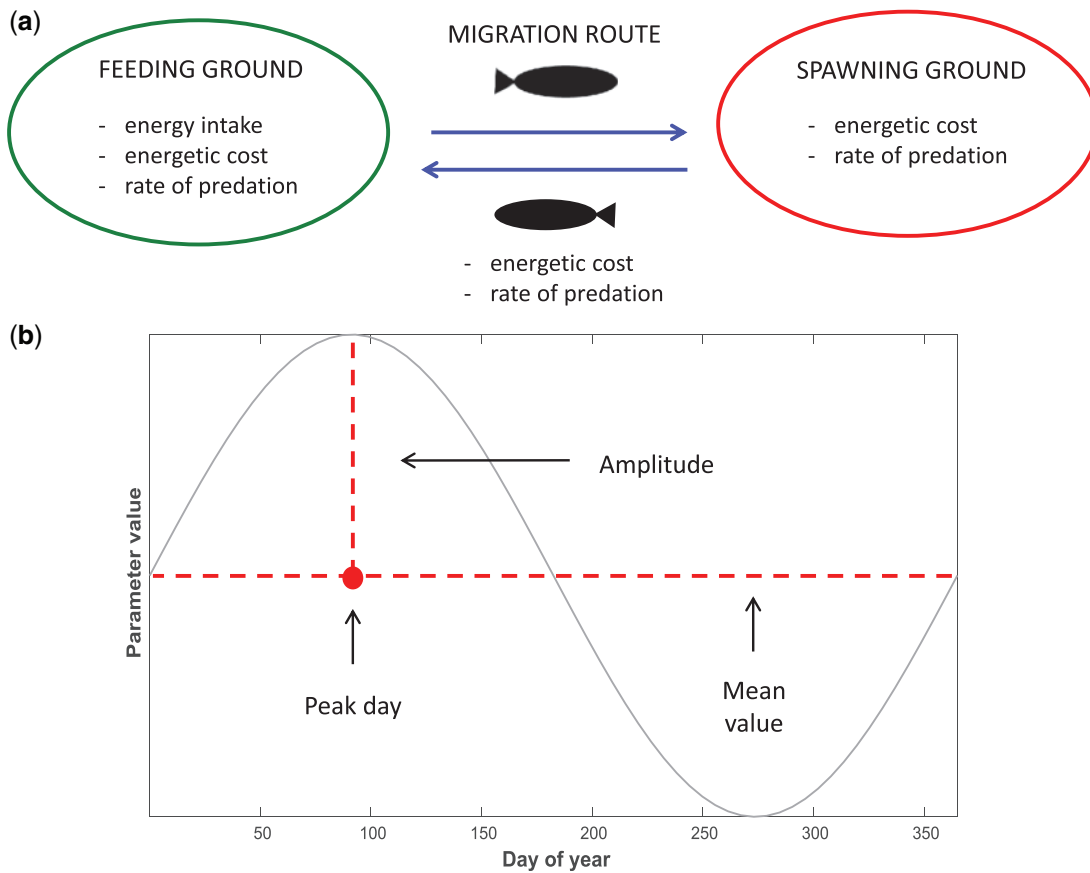 (a)
FEEDING GROUND
- energy intake
- energetic cost
- rate of predation
MIGRATION ROUTE
- energetic cost
- rate of predation
SPAWNING GROUND
- energetic cost
- rate of predation
(b)
Parameter value
Amplitude
Peak day
Mean
value
50 100 150 200 250 300 350
Day of year